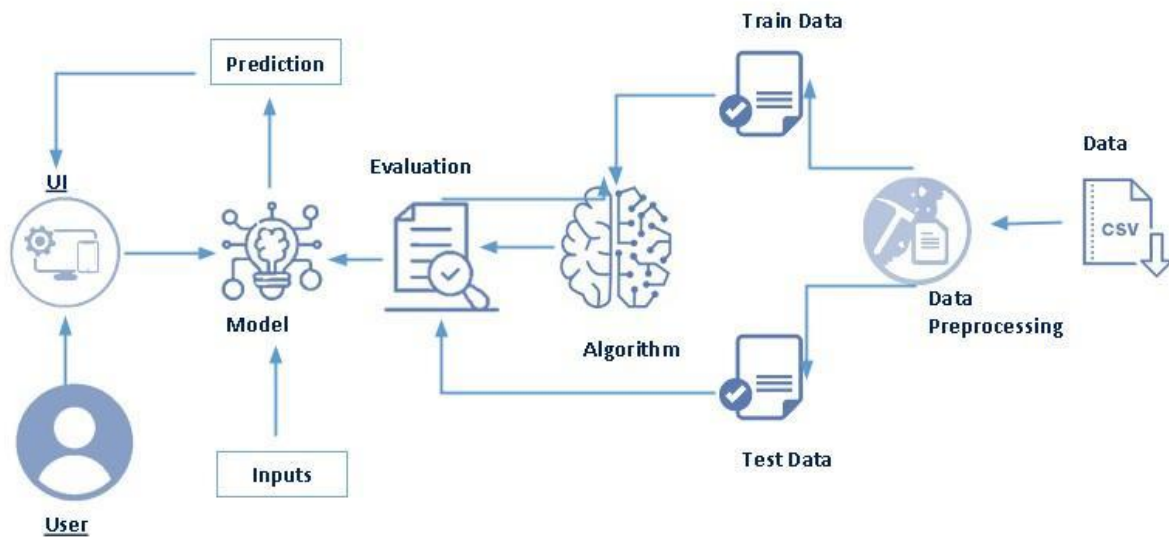 Train Data
Prediction
Data
Evaluation
UI
CSV
Model
Data
Preprocessing
Algorithm
Test Data
Inputs
User